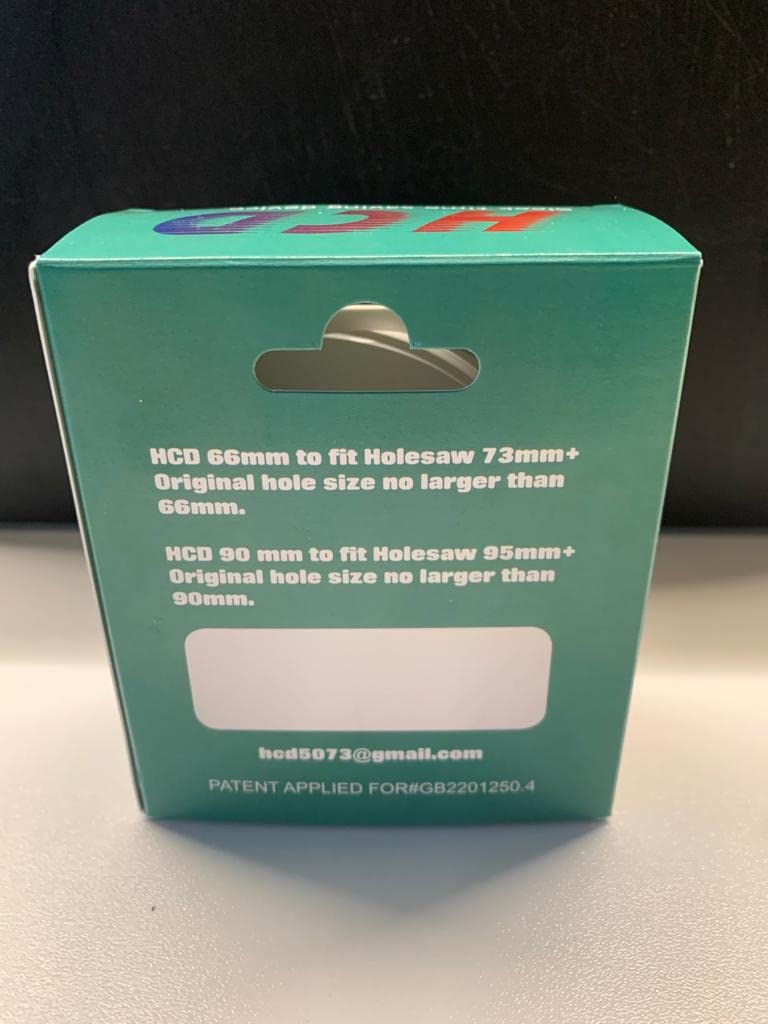 HCD
HCD 66mm to fit Holesaw 73mm+
Original hole size no larger than
66mm.
HCD 90 mm to fit Holesaw 95mm+
Original hole size no larger than
90mm.
hcd5073@gmail.com
PATENT APPLIED FOR#GB2201250.4